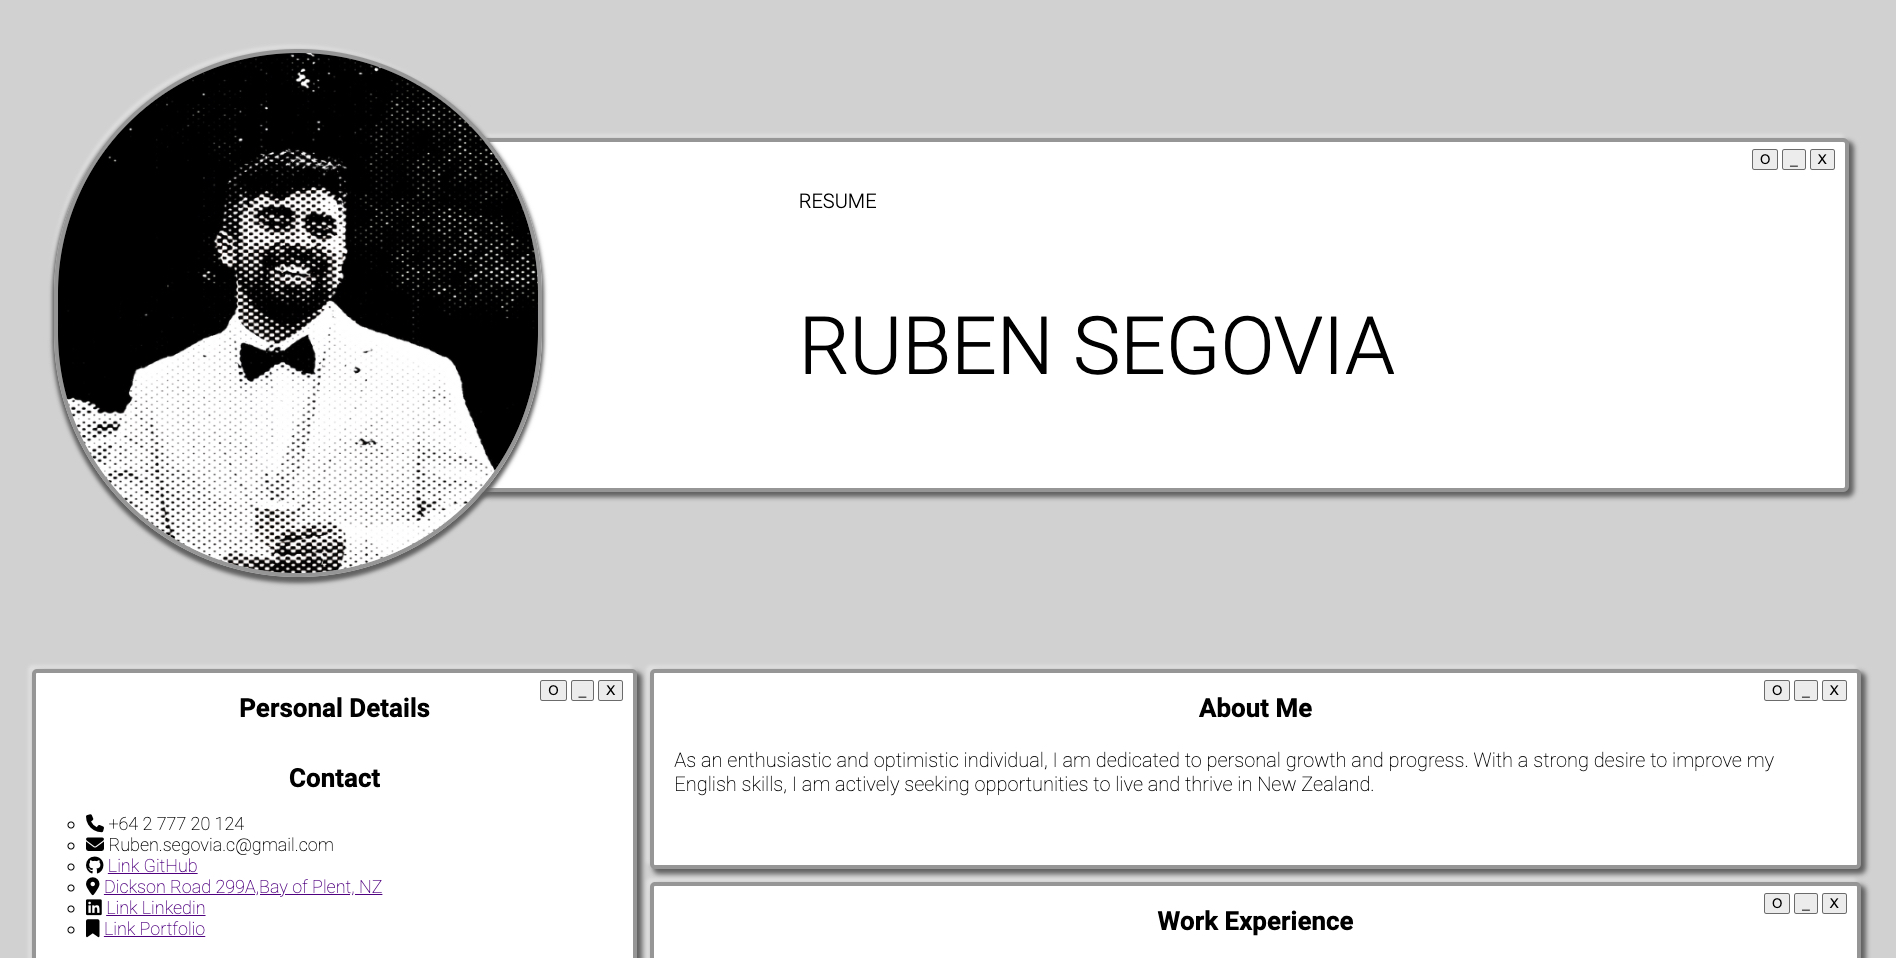 O _ X
RESUME
RUBEN SEGOVIA
O _ X
Personal Details
Contact
+64 2 777 20 124
Ruben.segovia.c@gmail.com
Link GitHub
Dickson Road 299A,Bay of Plent, NZ
Link Linkedin
Link Portfolio
O _ X
About Me
As an enthusiastic and optimistic individual, I am dedicated to personal growth and progress. With a strong desire to improve my
English skills, I am actively seeking opportunities to live and thrive in New Zealand.
O _ X
Work Experience